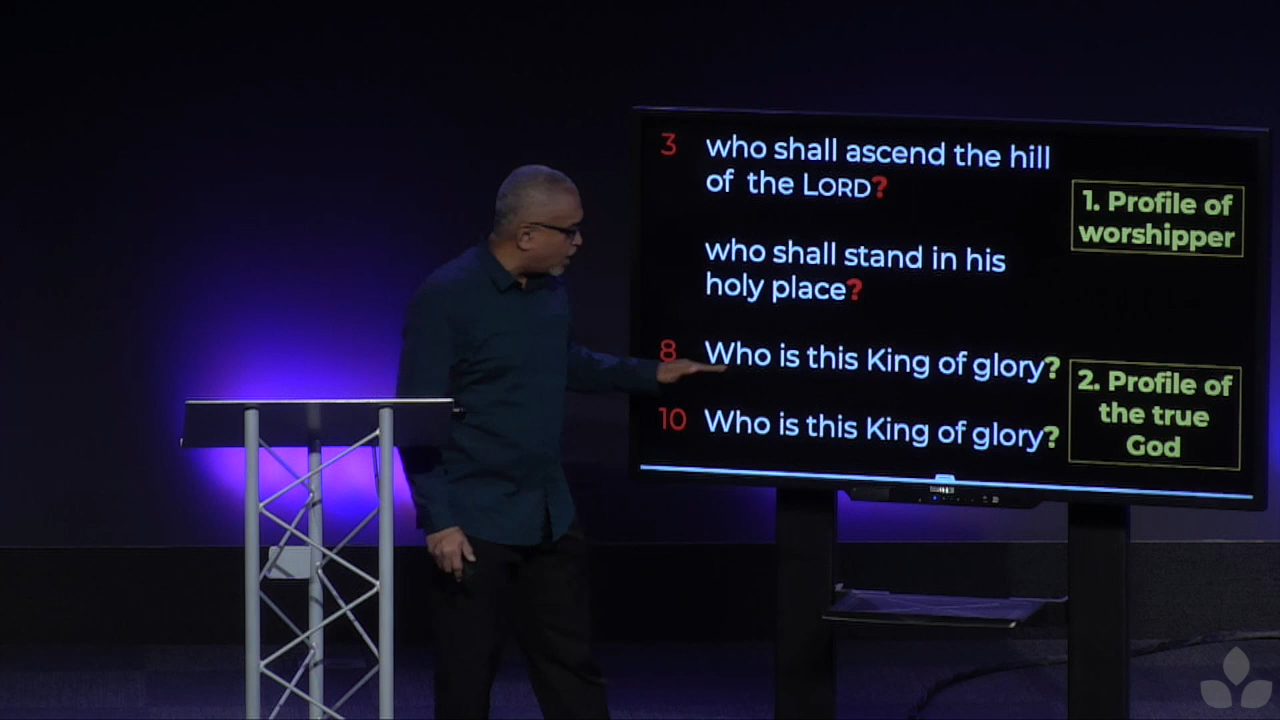 3 who shall ascend the hill
of the LORD?
1. Profile of
worshipper
who shall stand in his
holy place?
8 Who is this King of glory?
10 Who is this King of glory?
2. Profile of
the true
God